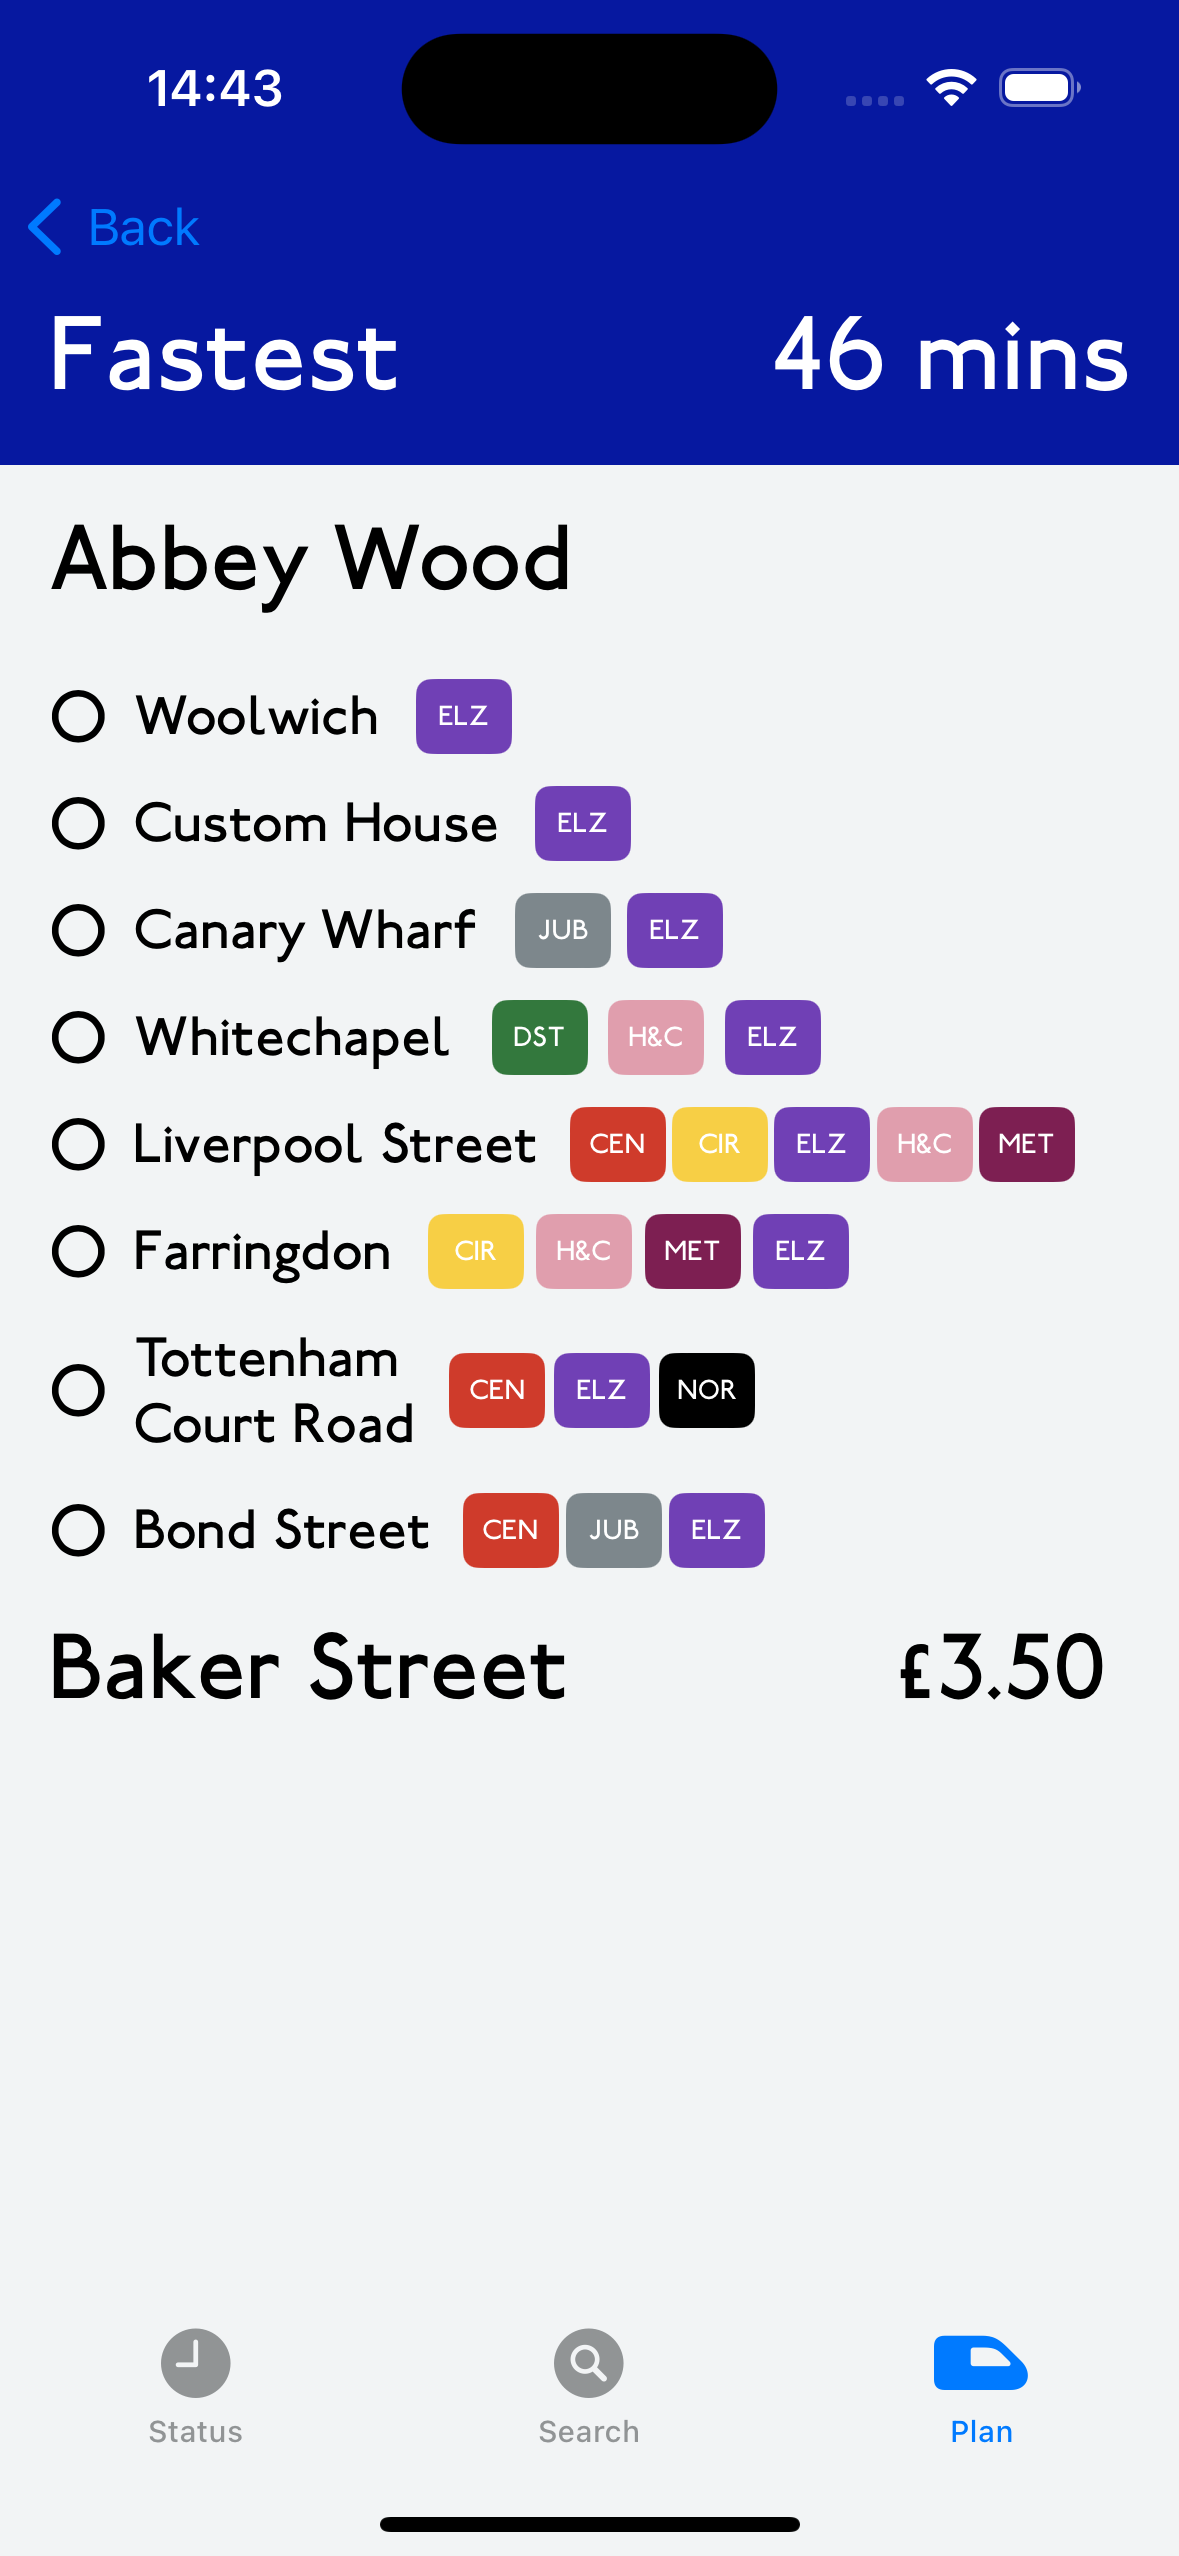 14:43
Back
Fastest 46 mins
Abbey Wood
Woolwich ELZ
Custom House ELZ
Canary Wharf JUB ELZ
Whitechapel DST H&C ELZ
Liverpool Street CEN CIR ELZ H&C MET
Farringdon CIR H&C MET ELZ
Tottenham
Court Road CEN ELZ NOR
Bond Street CEN JUB ELZ
Baker Street £3.50
Status Search Plan